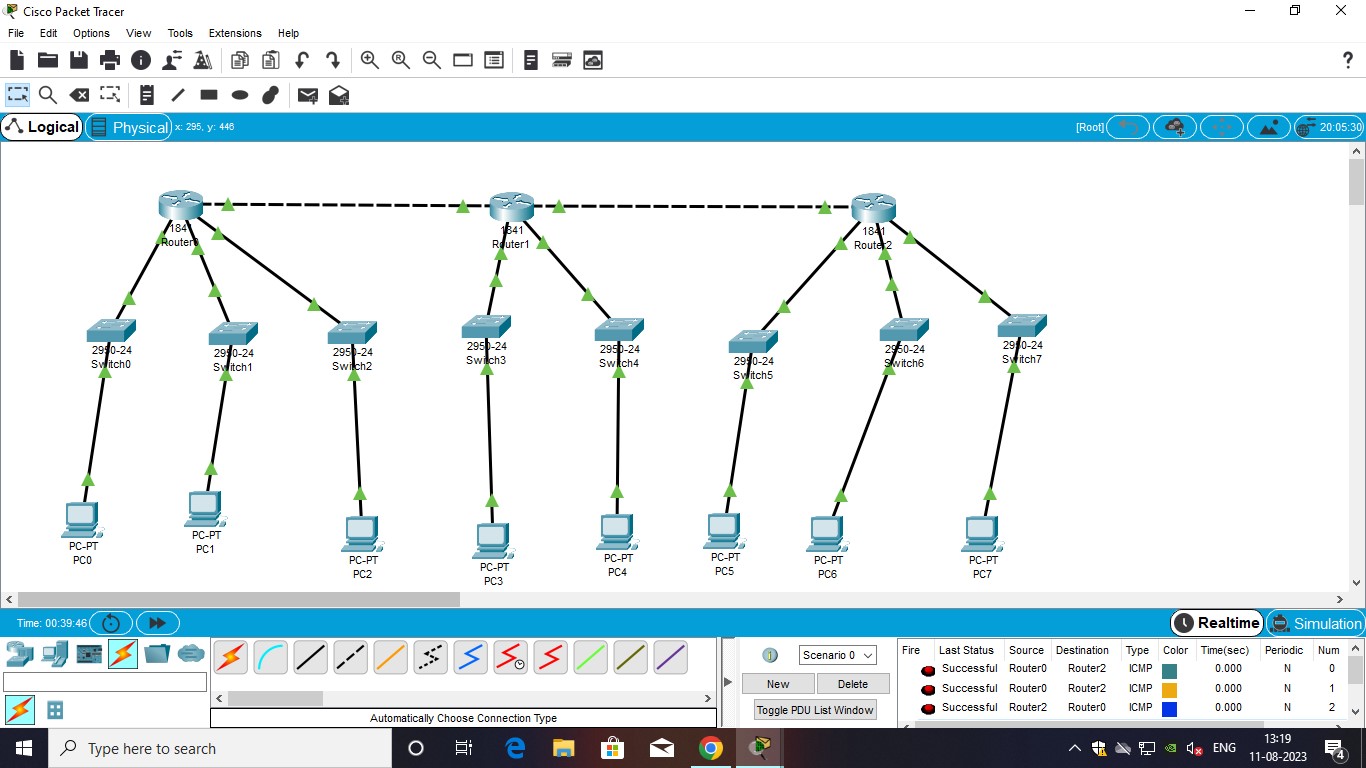 Cisco Packet Tracer
File Edit Options View Tools Extensions Help
Logical Physical x: 295, y: 446 [Root] 20:05:30
1841
Router0
1841
Router1
1841
Router2
2950-24
Switch0
2950-24
Switch1
2950-24
Switch2
2950-24
Switch3
2950-24
Switch4
2950-24
Switch5
2950-24
Switch6
2950-24
Switch7
PC-PT
PC0
PC-PT
PC1
PC-PT
PC2
PC-PT
PC3
PC-PT
PC4
PC-PT
PC5
PC-PT
PC6
PC-PT
PC7
Time: 00:39:46 Realtime Simulation
Automatically Choose Connection Type
Scenario 0
New Delete
Toggle PDU List Window
Fire Last Status Source Destination Type Color Time(sec) Periodic Num
Successful Router0 Router2 ICMP 0.000 N 0
Successful Router0 Router2 ICMP 0.000 N 1
Successful Router2 Router0 ICMP 0.000 N 2
Type here to search
ENG
13:19
11-08-2023
4